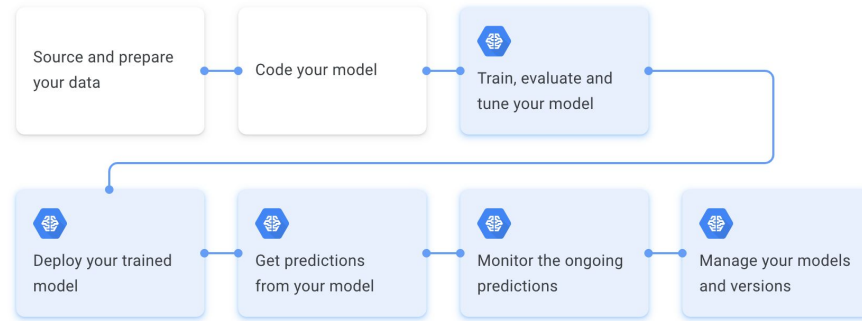 Source and prepare
your data
Code your model
Train, evaluate and
tune your model
Deploy your trained
model
Get predictions
from your model
Monitor the ongoing
predictions
Manage your models
and versions